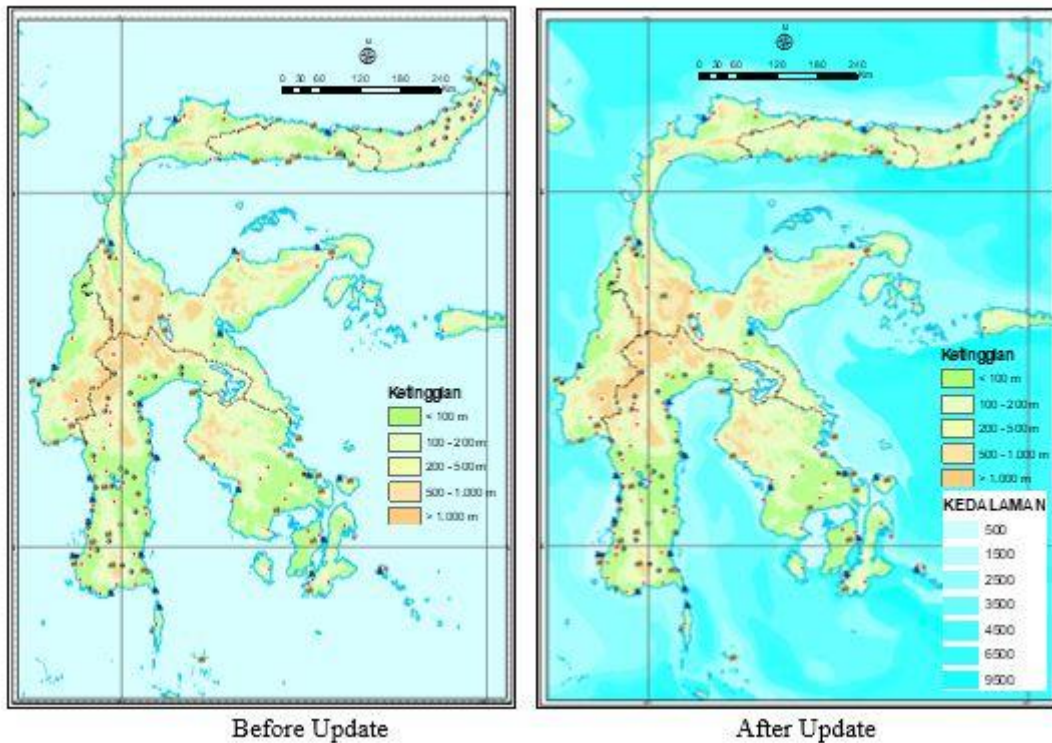 U
0 30 60 120 180 240
Km
Ketinggian
< 100 m
100 - 200 m
200 - 500 m
500 - 1.000 m
> 1.000 m
Before Update
U
0 30 60 120 180 240
Km
Ketinggian
< 100 m
100 - 200 m
200 - 500 m
500 - 1.000 m
> 1.000 m
KEDALAMAN
500
1500
2500
3500
4500
6500
9500
After Update